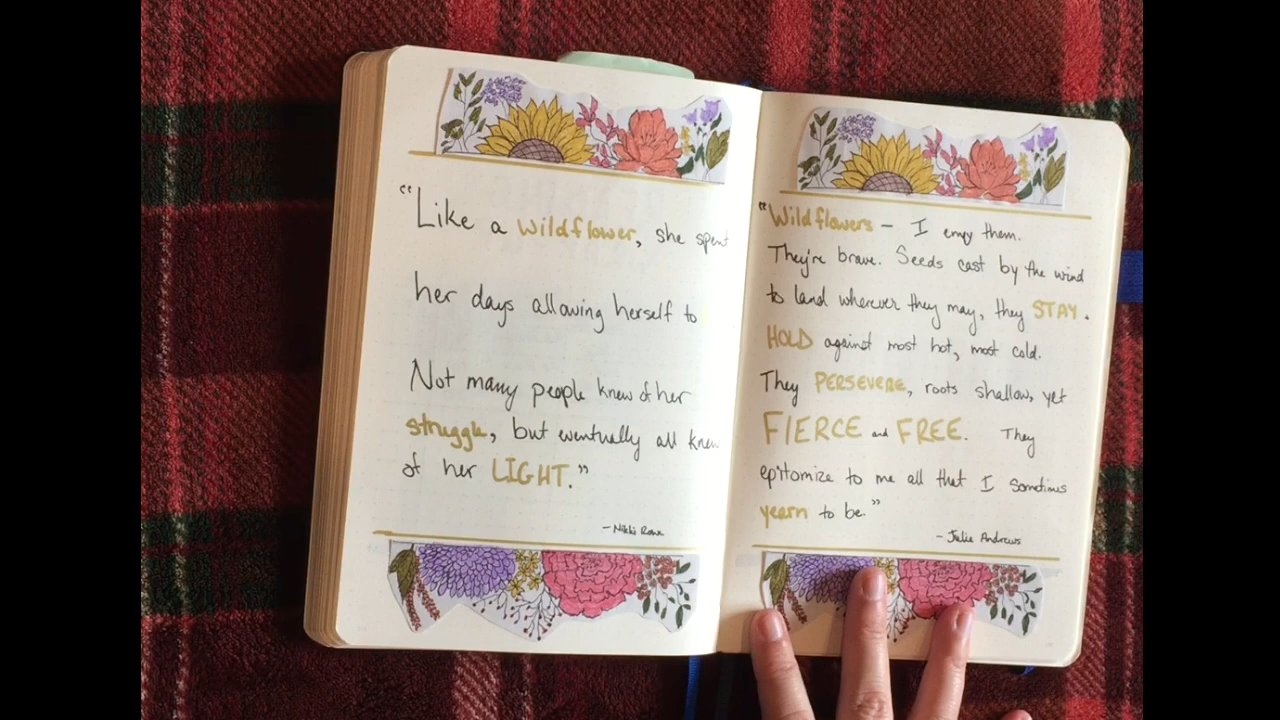 “Like a wildflower, she spent
her days allowing herself to
Not many people knew of her
struggle, but eventually all knew
of her LIGHT.”
- Nikki Rowe
“Wildflowers - I envy them.
They're brave. Seeds cast by the wind
to land wherever they may, they STAY.
HOLD against most hot, most cold.
They PERSEVERE, roots shallow, yet
FIERCE and FREE. They
epitomize to me all that I sometimes
yearn to be.”
- Julie Andrews